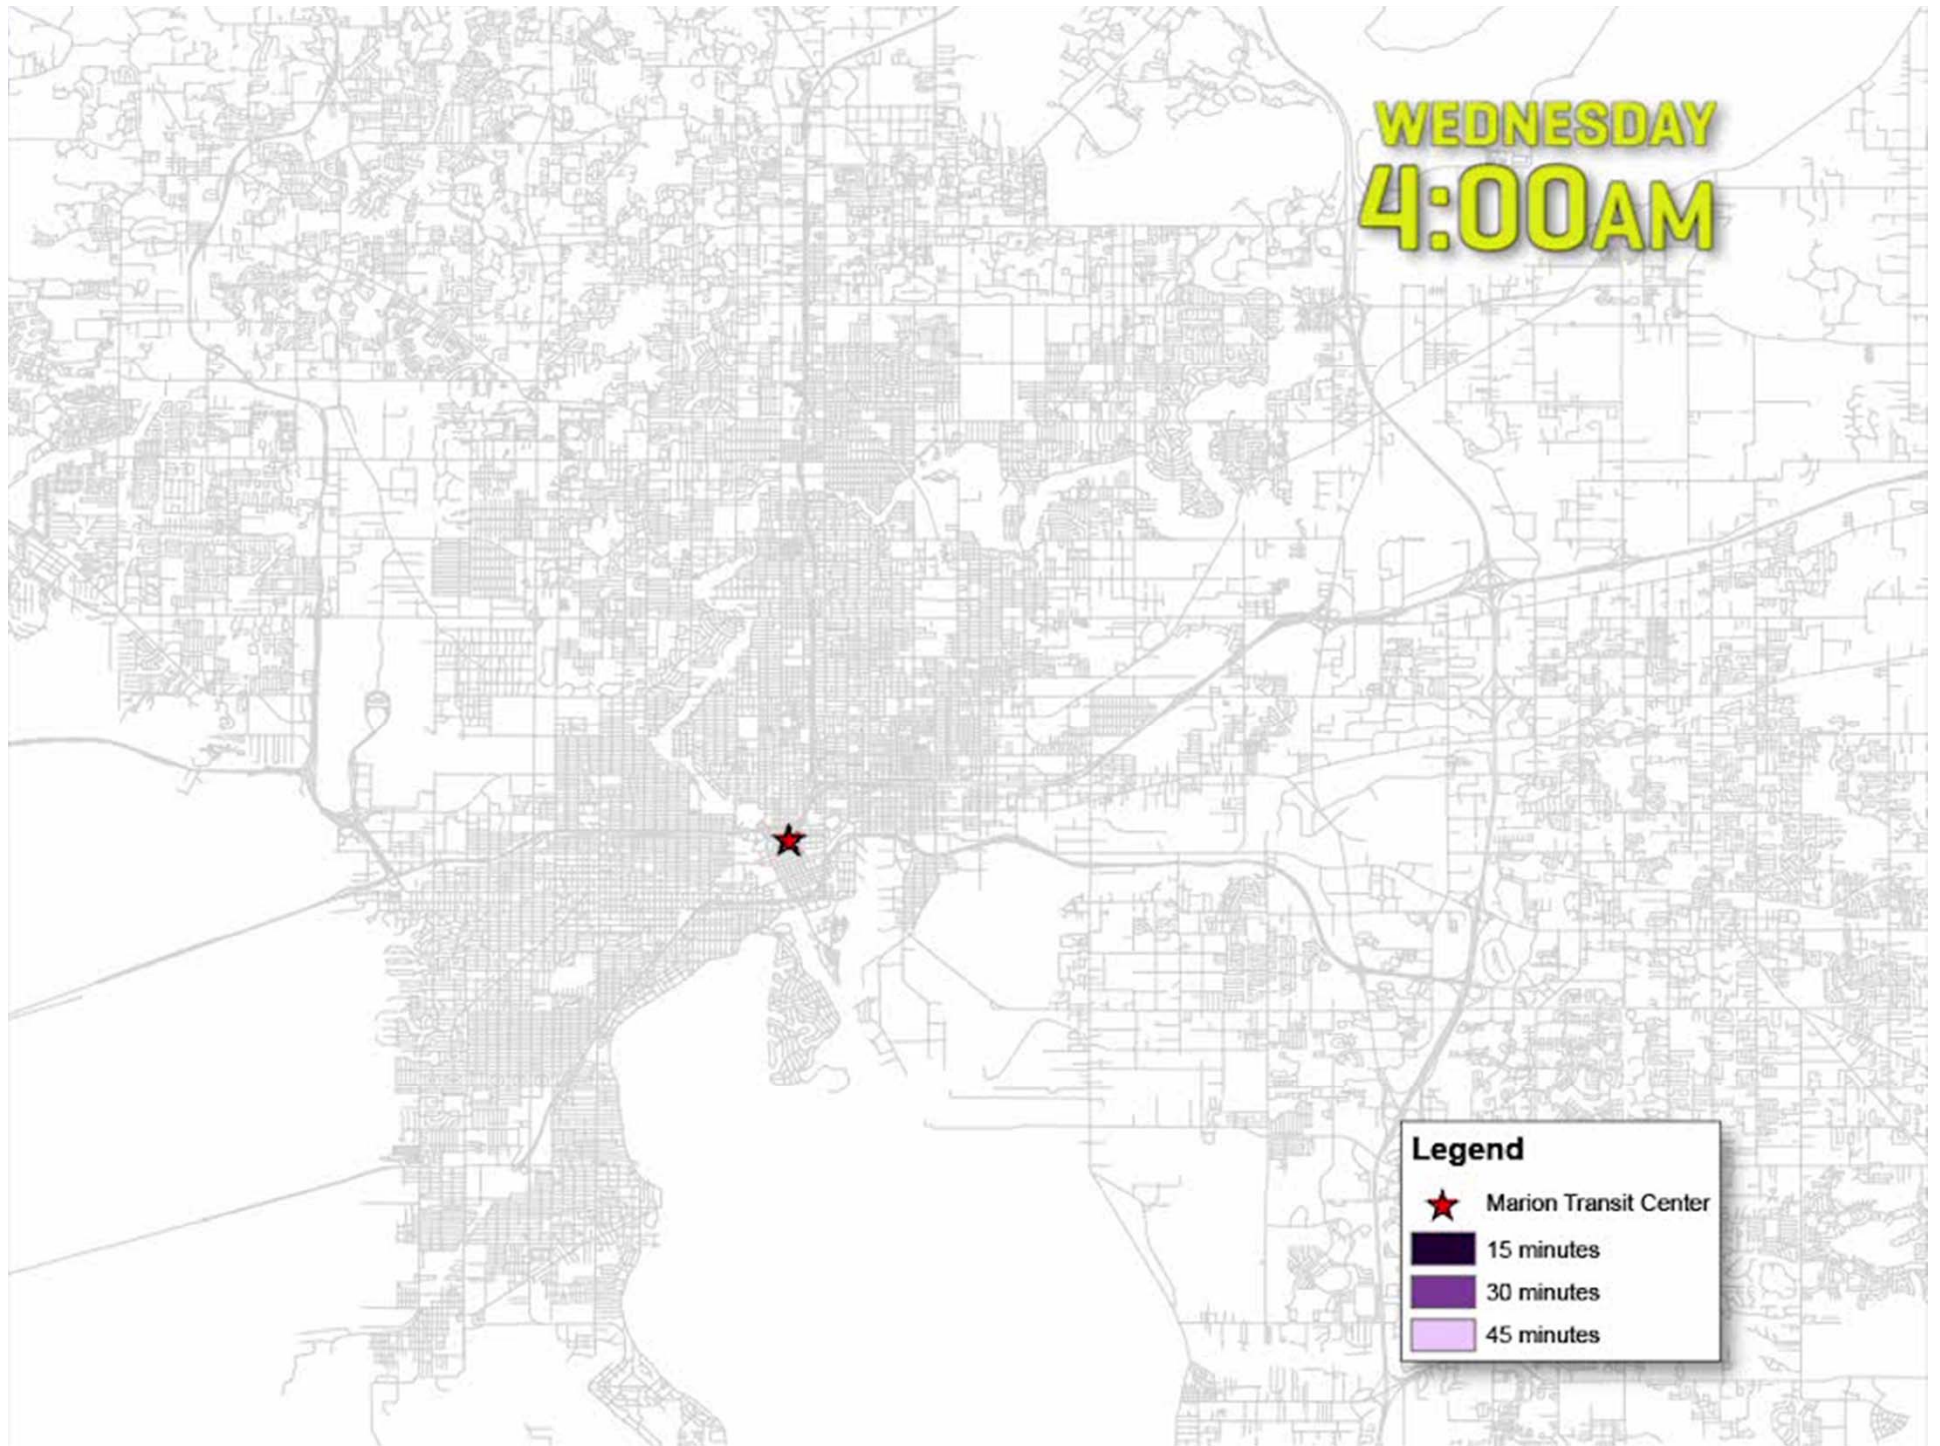 WEDNESDAY
4:00AM
Legend
Marion Transit Center
15 minutes
30 minutes
45 minutes